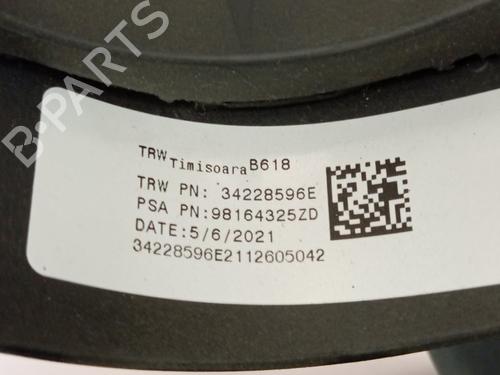 TRW Timisoara B618
TRW PN: 34228596E
PSA PN:98164325ZD
DATE:5/6/2021
34228596E2112605042
B-PARTS